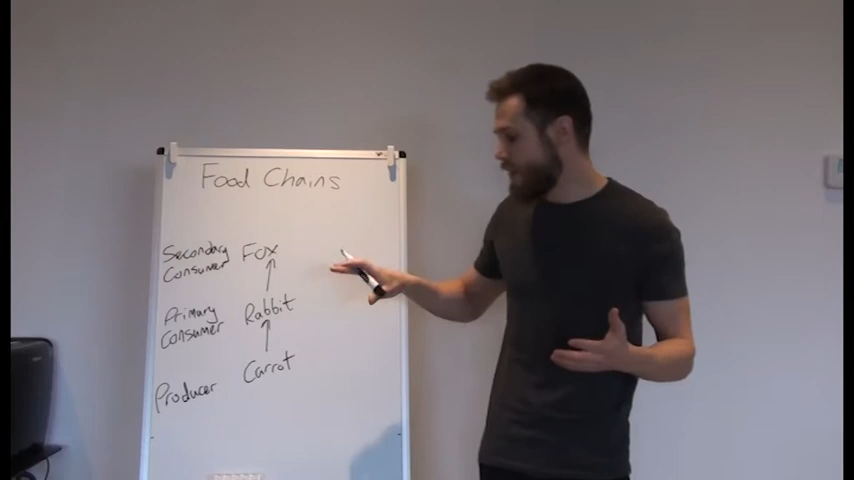 Food Chains
Secondary Fox
Consumer
Primary Rabbit
Consumer
Producer Carrot